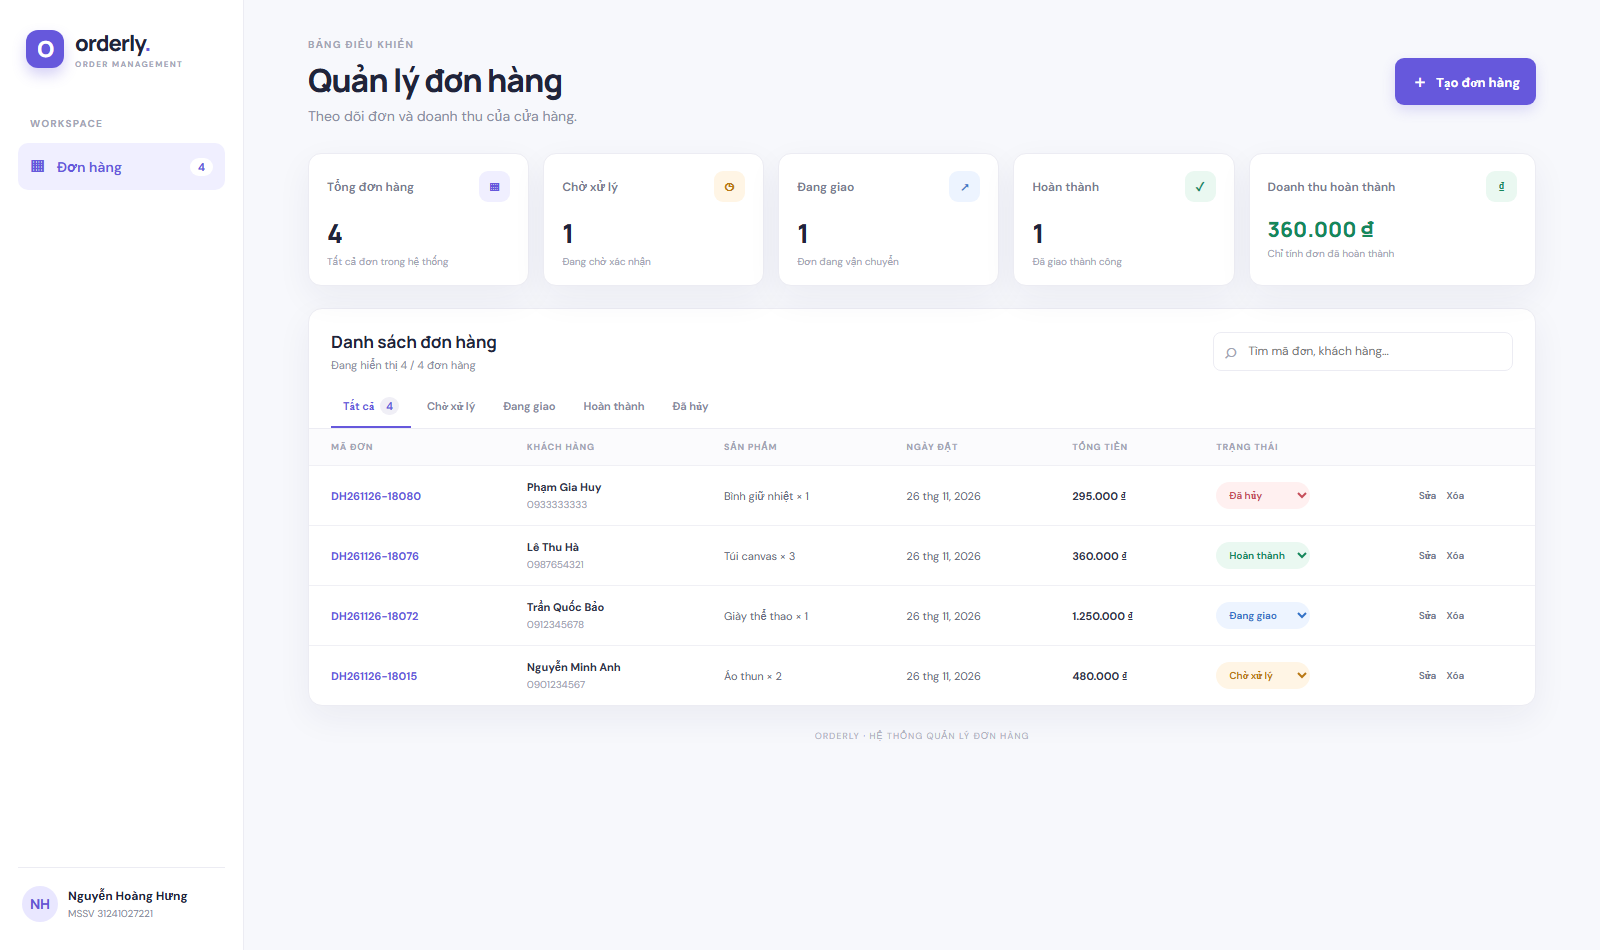 O
orderly.
ORDER MANAGEMENT
WORKSPACE
Đơn hàng
4
NH
Nguyễn Hoàng Hưng
MSSV 31241027221
BẢNG ĐIỀU KHIỂN
Quản lý đơn hàng
Theo dõi đơn và doanh thu của cửa hàng.
+ Tạo đơn hàng
Tổng đơn hàng
4
Tất cả đơn trong hệ thống
Chờ xử lý
1
Đang chờ xác nhận
Đang giao
1
Đơn đang vận chuyển
Hoàn thành
1
Đã giao thành công
Doanh thu hoàn thành
₫
360.000 ₫
Chỉ tính đơn đã hoàn thành
Danh sách đơn hàng
Đang hiển thị 4 / 4 đơn hàng
Tìm mã đơn, khách hàng...
Tất cả 4 Chờ xử lý Đang giao Hoàn thành Đã hủy
MÃ ĐƠN KHÁCH HÀNG SẢN PHẨM NGÀY ĐẶT TỔNG TIỀN TRẠNG THÁI
DH261126-18080 Phạm Gia Huy Bình giữ nhiệt × 1 26 thg 11, 2026 295.000 ₫ Đã hủy Sửa Xóa
0933333333
DH261126-18076 Lê Thu Hà Túi canvas × 3 26 thg 11, 2026 360.000 ₫ Hoàn thành Sửa Xóa
0987654321
DH261126-18072 Trần Quốc Bảo Giày thể thao × 1 26 thg 11, 2026 1.250.000 ₫ Đang giao Sửa Xóa
0912345678
DH261126-18015 Nguyễn Minh Anh Áo thun × 2 26 thg 11, 2026 480.000 ₫ Chờ xử lý Sửa Xóa
0901234567
ORDERLY · HỆ THỐNG QUẢN LÝ ĐƠN HÀNG